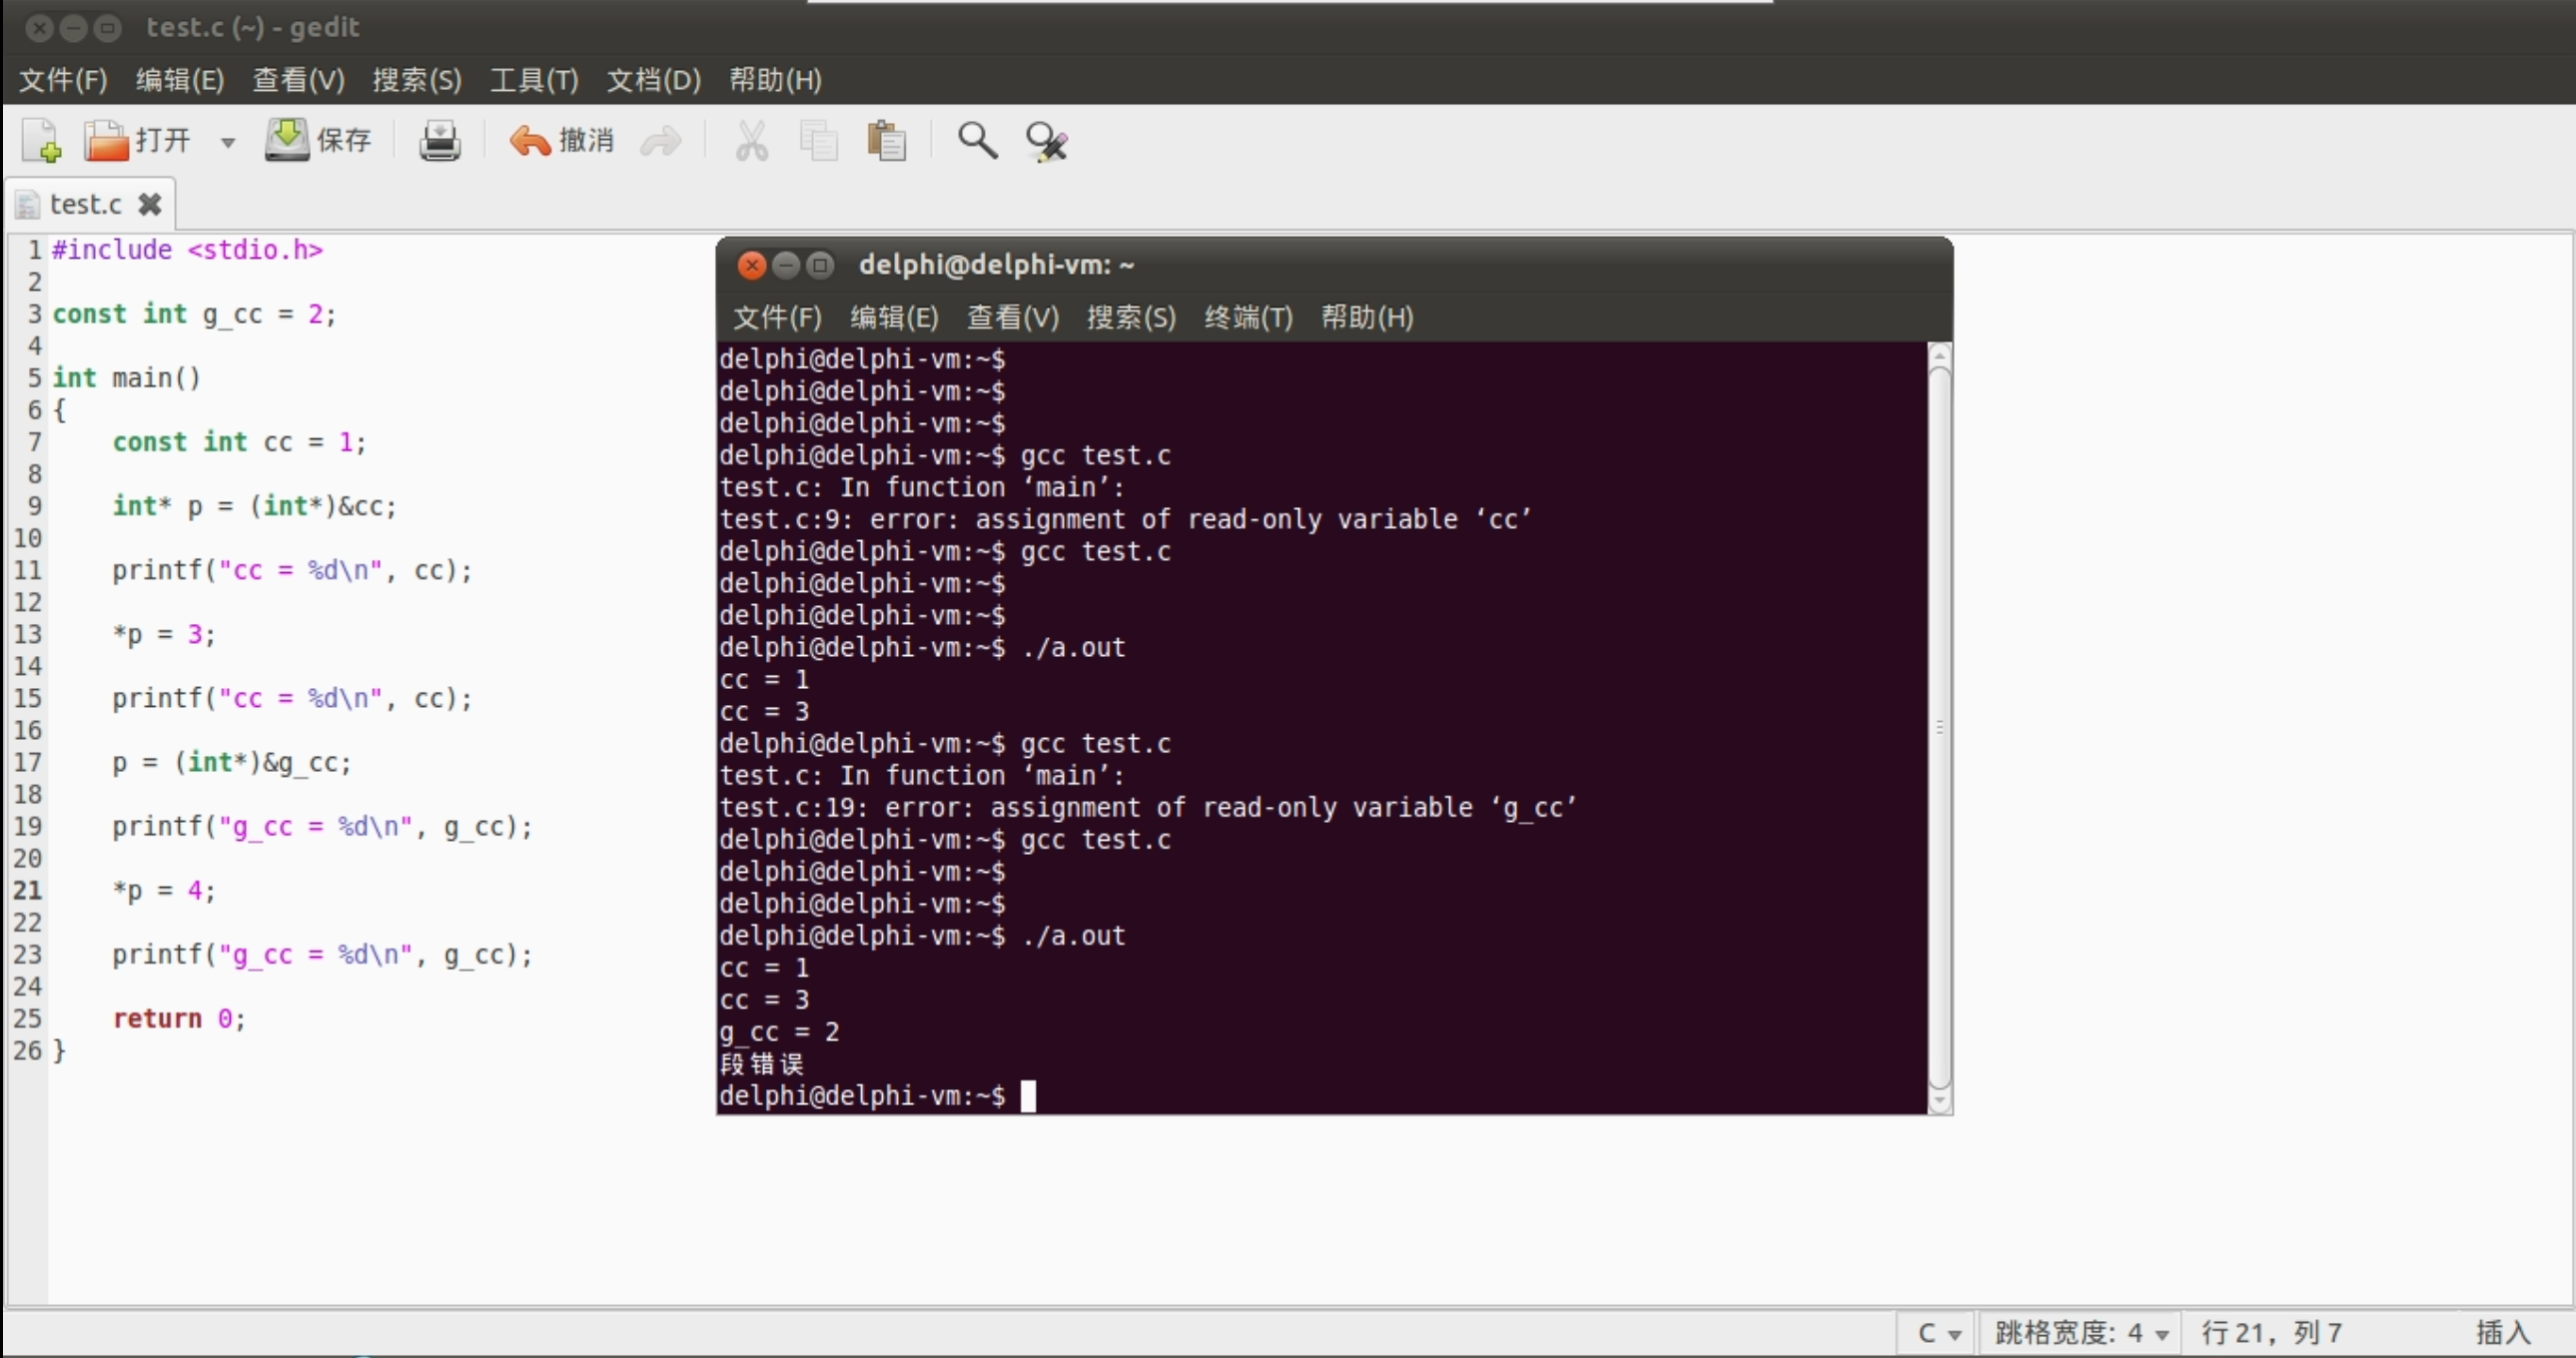 test.c (~) - gedit
文件(F) 编辑(E) 查看(V) 搜索(S) 工具(T) 文档(D) 帮助(H)
打开 保存 撤消
test.c
1 #include <stdio.h>
2
3 const int g_cc = 2;
4
5 int main()
6 {
7     const int cc = 1;
8
9     int* p = (int*)&cc;
10
11     printf("cc = %d\n", cc);
12
13     *p = 3;
14
15     printf("cc = %d\n", cc);
16
17     p = (int*)&g_cc;
18
19     printf("g_cc = %d\n", g_cc);
20
21     *p = 4;
22
23     printf("g_cc = %d\n", g_cc);
24
25     return 0;
26 }
delphi@delphi-vm: ~
文件(F) 编辑(E) 查看(V) 搜索(S) 终端(T) 帮助(H)
delphi@delphi-vm:~$
delphi@delphi-vm:~$
delphi@delphi-vm:~$
delphi@delphi-vm:~$ gcc test.c
test.c: In function ‘main’:
test.c:9: error: assignment of read-only variable ‘cc’
delphi@delphi-vm:~$ gcc test.c
delphi@delphi-vm:~$
delphi@delphi-vm:~$
delphi@delphi-vm:~$ ./a.out
cc = 1
cc = 3
delphi@delphi-vm:~$ gcc test.c
test.c: In function ‘main’:
test.c:19: error: assignment of read-only variable ‘g_cc’
delphi@delphi-vm:~$ gcc test.c
delphi@delphi-vm:~$
delphi@delphi-vm:~$
delphi@delphi-vm:~$ ./a.out
cc = 1
cc = 3
g_cc = 2
段错误
delphi@delphi-vm:~$
C 跳格宽度: 4 行 21，列 7 插入